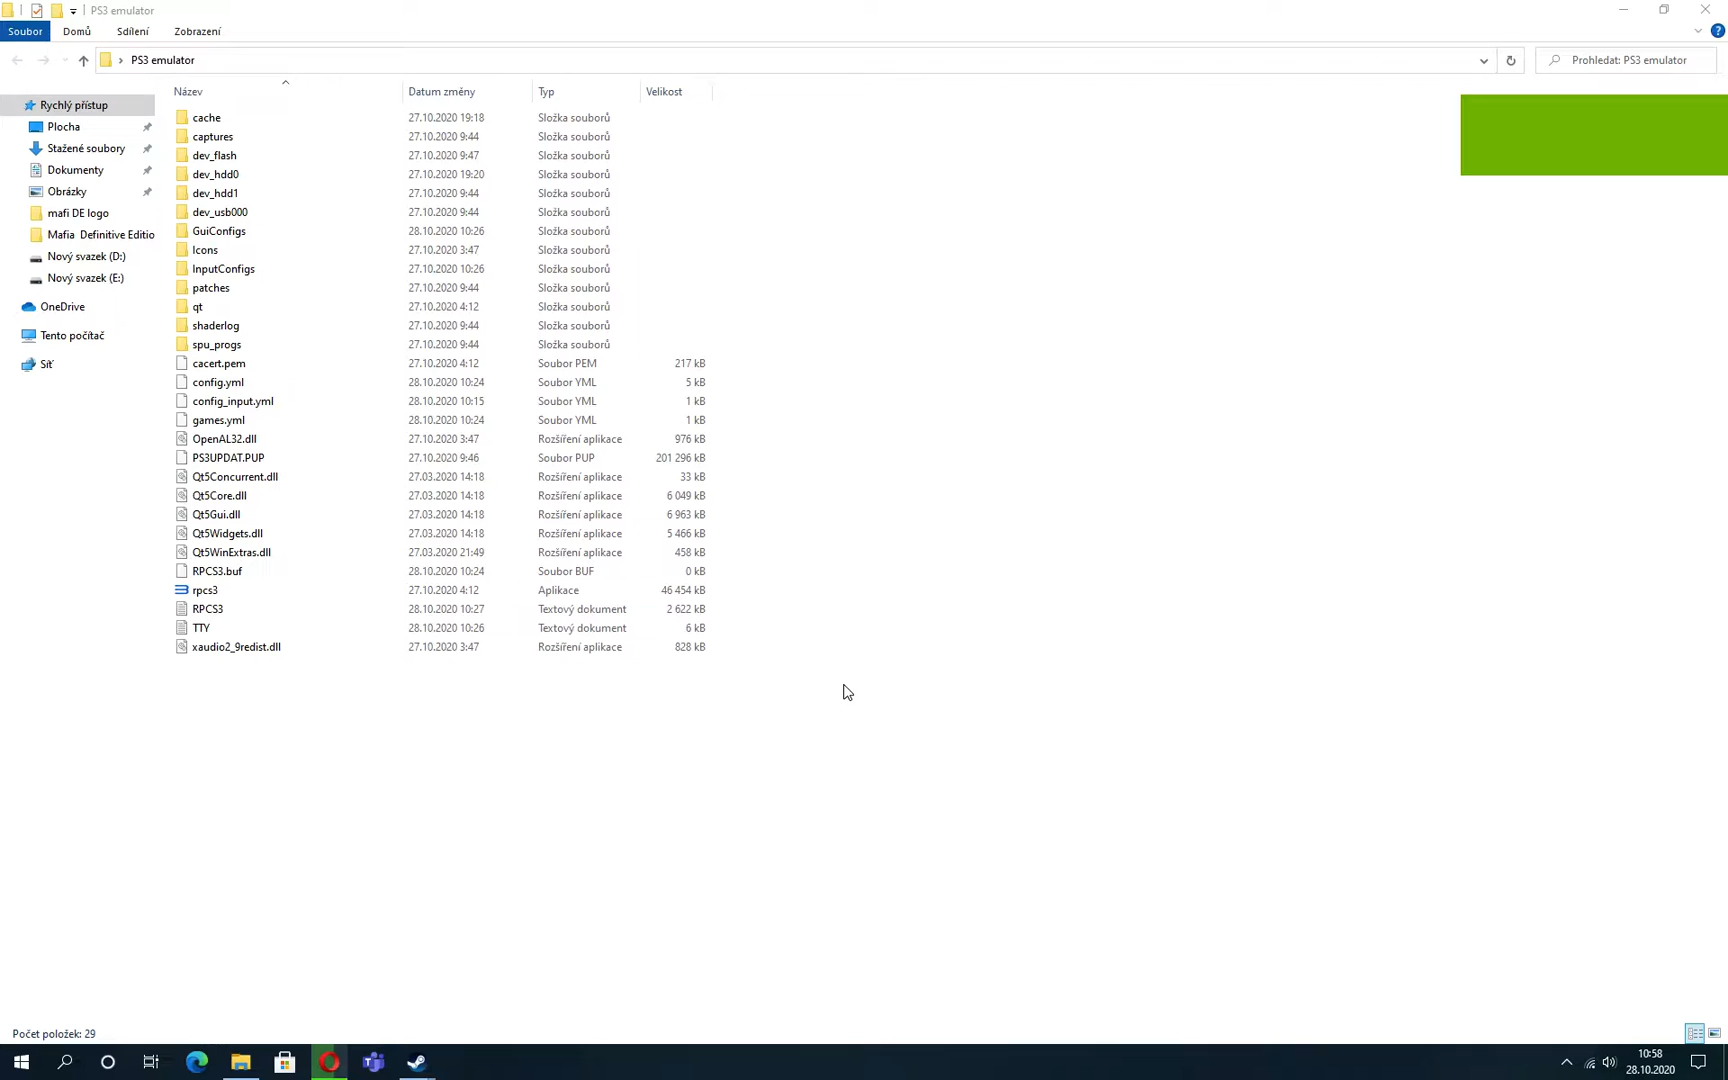 PS3 emulator
Soubor Domů Sdílení Zobrazení
PS3 emulator
Prohledat: PS3 emulator
Název Datum změny Typ Velikost
Rychlý přístup
Plocha
Stažené soubory
Dokumenty
Obrázky
mafi DE logo
Mafia Definitive Editio
Nový svazek (D:)
Nový svazek (E:)
OneDrive
Tento počítač
Síť
cache 27.10.2020 19:18 Složka souborů
captures 27.10.2020 9:44 Složka souborů
dev_flash 27.10.2020 9:47 Složka souborů
dev_hdd0 27.10.2020 19:20 Složka souborů
dev_hdd1 27.10.2020 9:44 Složka souborů
dev_usb000 27.10.2020 9:44 Složka souborů
GuiConfigs 28.10.2020 10:26 Složka souborů
Icons 27.10.2020 3:47 Složka souborů
InputConfigs 27.10.2020 10:26 Složka souborů
patches 27.10.2020 9:44 Složka souborů
qt 27.10.2020 4:12 Složka souborů
shaderlog 27.10.2020 9:44 Složka souborů
spu_progs 27.10.2020 9:44 Složka souborů
cacert.pem 27.10.2020 4:12 Soubor PEM 217 kB
config.yml 28.10.2020 10:24 Soubor YML 5 kB
config_input.yml 28.10.2020 10:15 Soubor YML 1 kB
games.yml 28.10.2020 10:24 Soubor YML 1 kB
OpenAL32.dll 27.10.2020 3:47 Rozšíření aplikace 976 kB
PS3UPDAT.PUP 27.10.2020 9:46 Soubor PUP 201 296 kB
Qt5Concurrent.dll 27.03.2020 14:18 Rozšíření aplikace 33 kB
Qt5Core.dll 27.03.2020 14:18 Rozšíření aplikace 6 049 kB
Qt5Gui.dll 27.03.2020 14:18 Rozšíření aplikace 6 963 kB
Qt5Widgets.dll 27.03.2020 14:18 Rozšíření aplikace 5 466 kB
Qt5WinExtras.dll 27.03.2020 21:49 Rozšíření aplikace 458 kB
RPCS3.buf 28.10.2020 10:24 Soubor BUF 0 kB
rpcs3 27.10.2020 4:12 Aplikace 46 454 kB
RPCS3 28.10.2020 10:27 Textový dokument 2 622 kB
TTY 28.10.2020 10:26 Textový dokument 6 kB
xaudio2_9redist.dll 27.10.2020 3:47 Rozšíření aplikace 828 kB
Počet položek: 29
10:58
28.10.2020